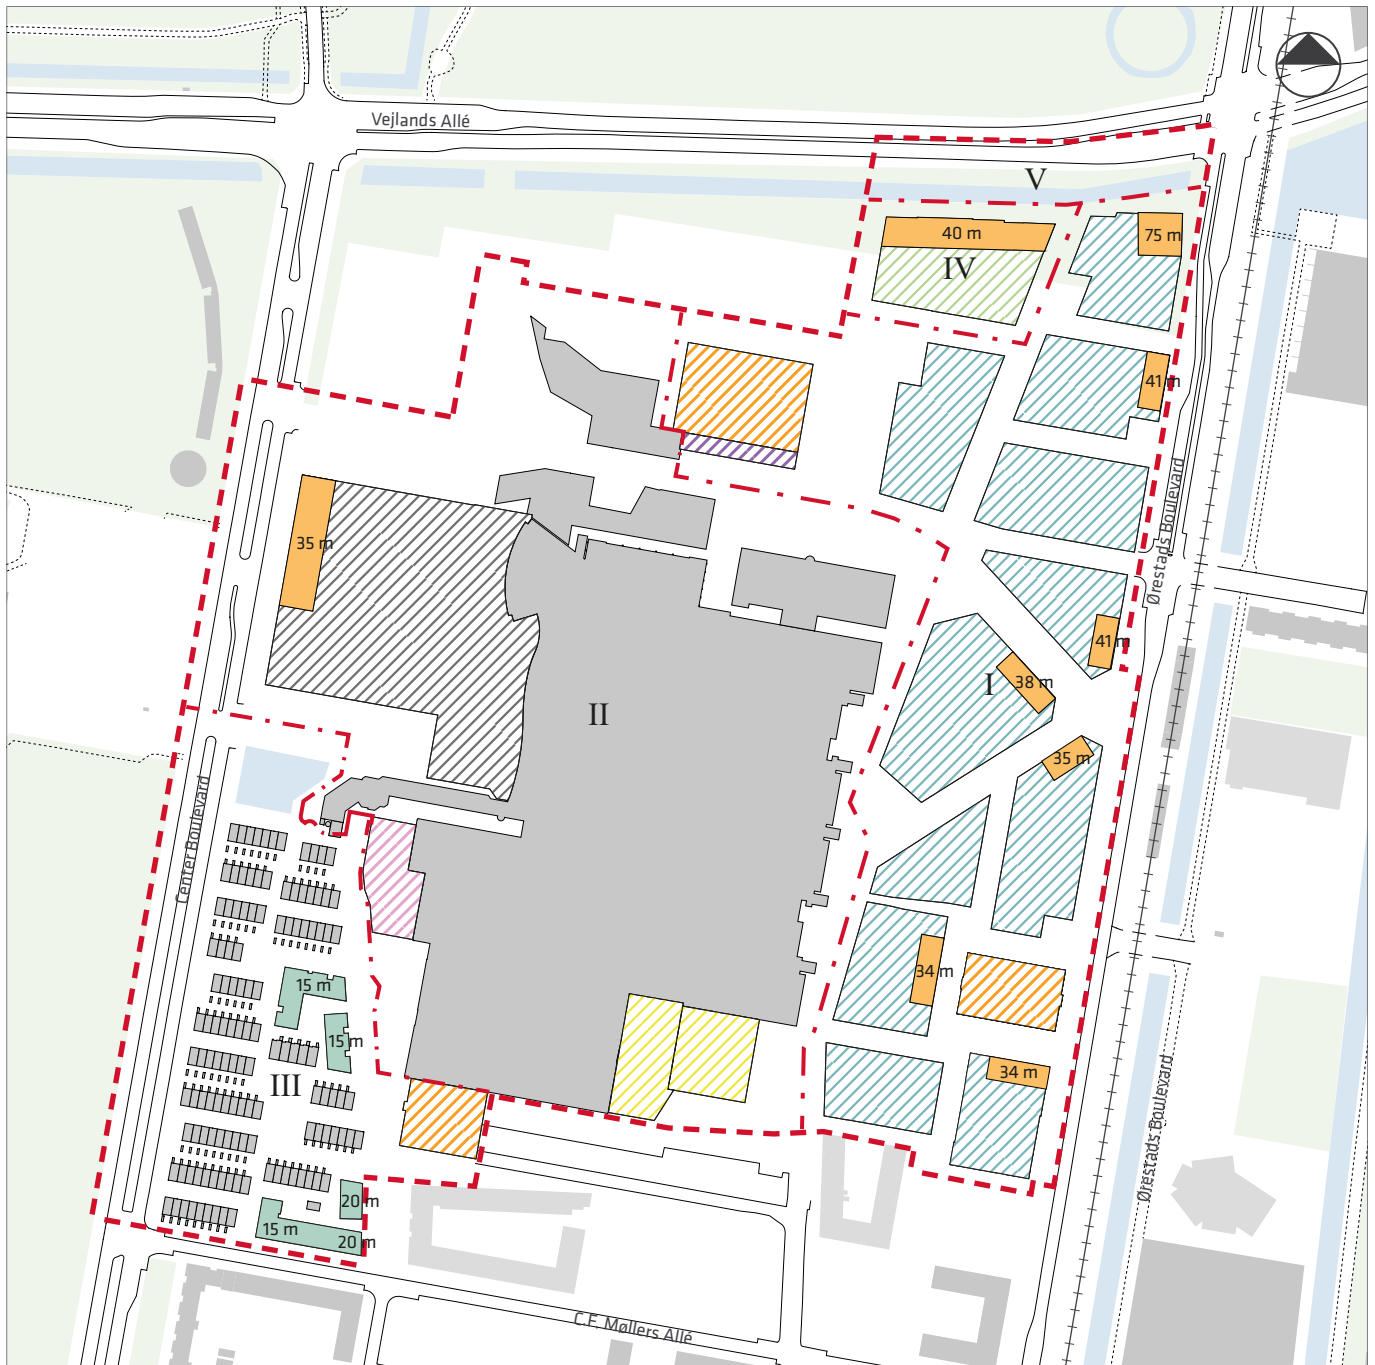 Vejlands Allé
V
40 m
75 m
IV
41 m
Ørestads Boulevard
35 m
41 m
38 m
I
II
35 m
Center Boulevard
34 m
15 m
15 m
34 m
III
Ørestads Boulevard
20 m
15 m
20 m
C.F. Møllers Allé